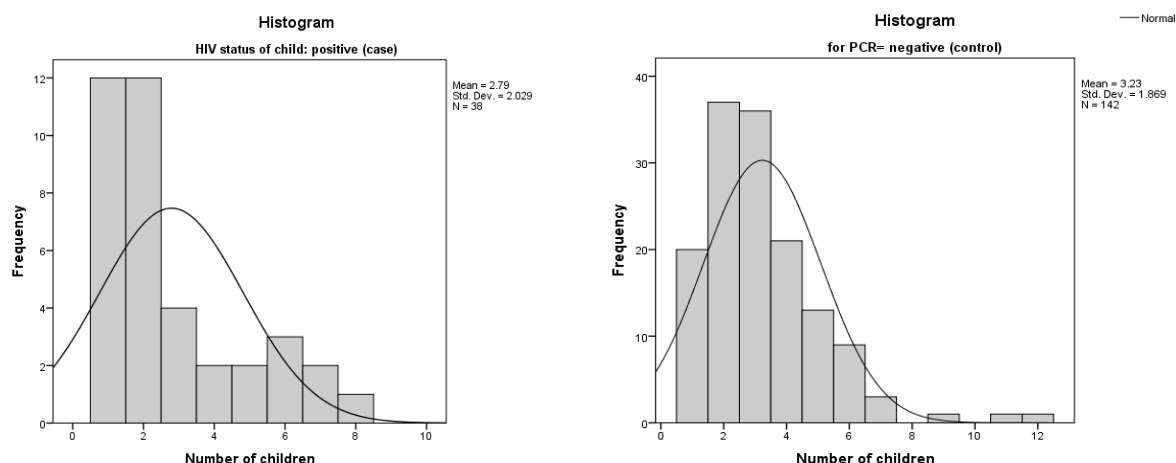 Histogram
HIV status of child: positive (case)
Mean = 2.79
Std. Dev. = 2.029
N = 38
12
10
8
6
4
2
0
Frequency
0 2 4 6 8 10
Number of children
Histogram
for PCR= negative (control)
Normal
Mean = 3.23
Std. Dev. = 1.869
N = 142
40
30
20
10
0
Frequency
0 2 4 6 8 10 12
Number of children